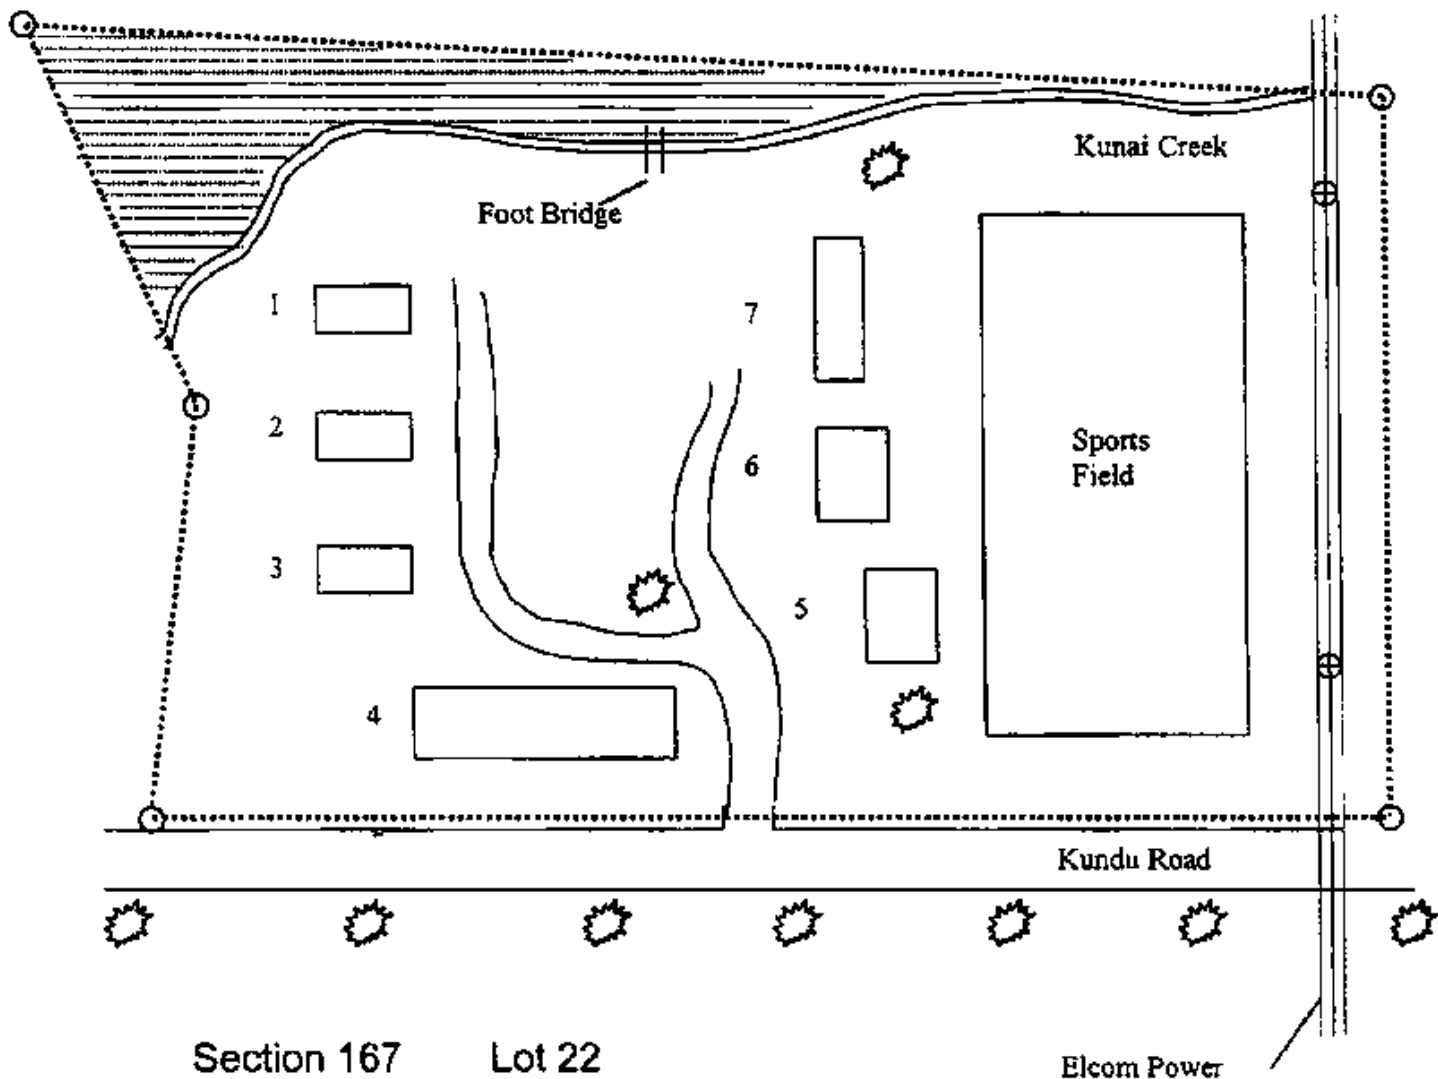 Kunai Creek
Foot Bridge
1
7
2
6
Sports
Field
3
5
4
Kundu Road
Section 167 Lot 22
Elcom Power